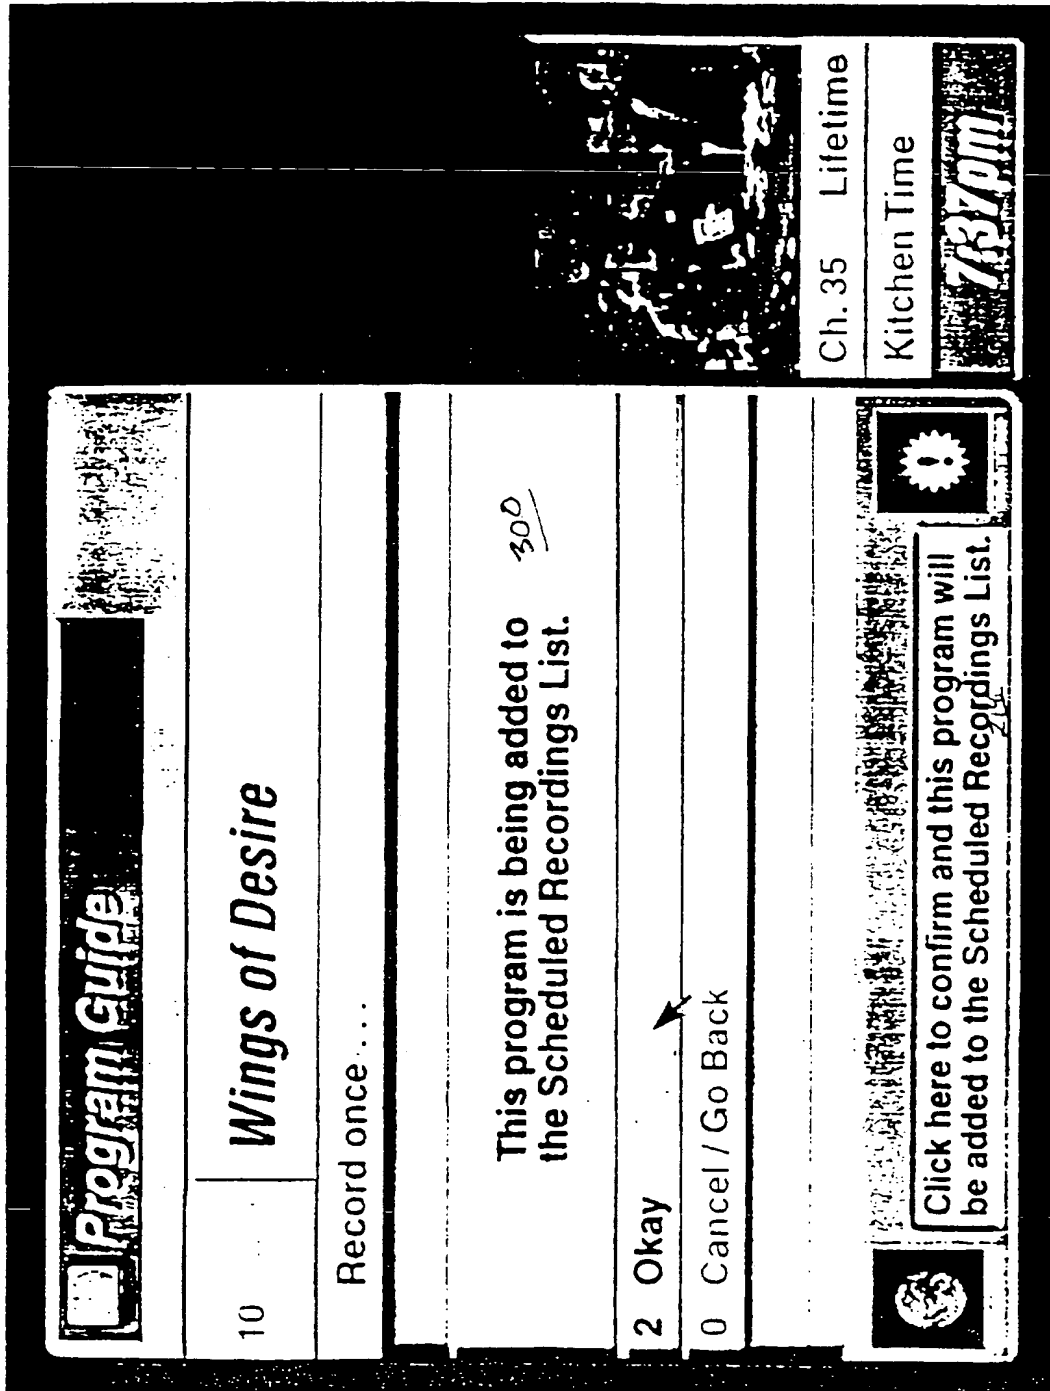 Program Guide
10 Wings of Desire
Record once...
This program is being added to
the Scheduled Recordings List.
300
2 Okay
0 Cancel / Go Back
Click here to confirm and this program will
be added to the Scheduled Recordings List.
Ch. 35 Lifetime
Kitchen Time
7:37pm